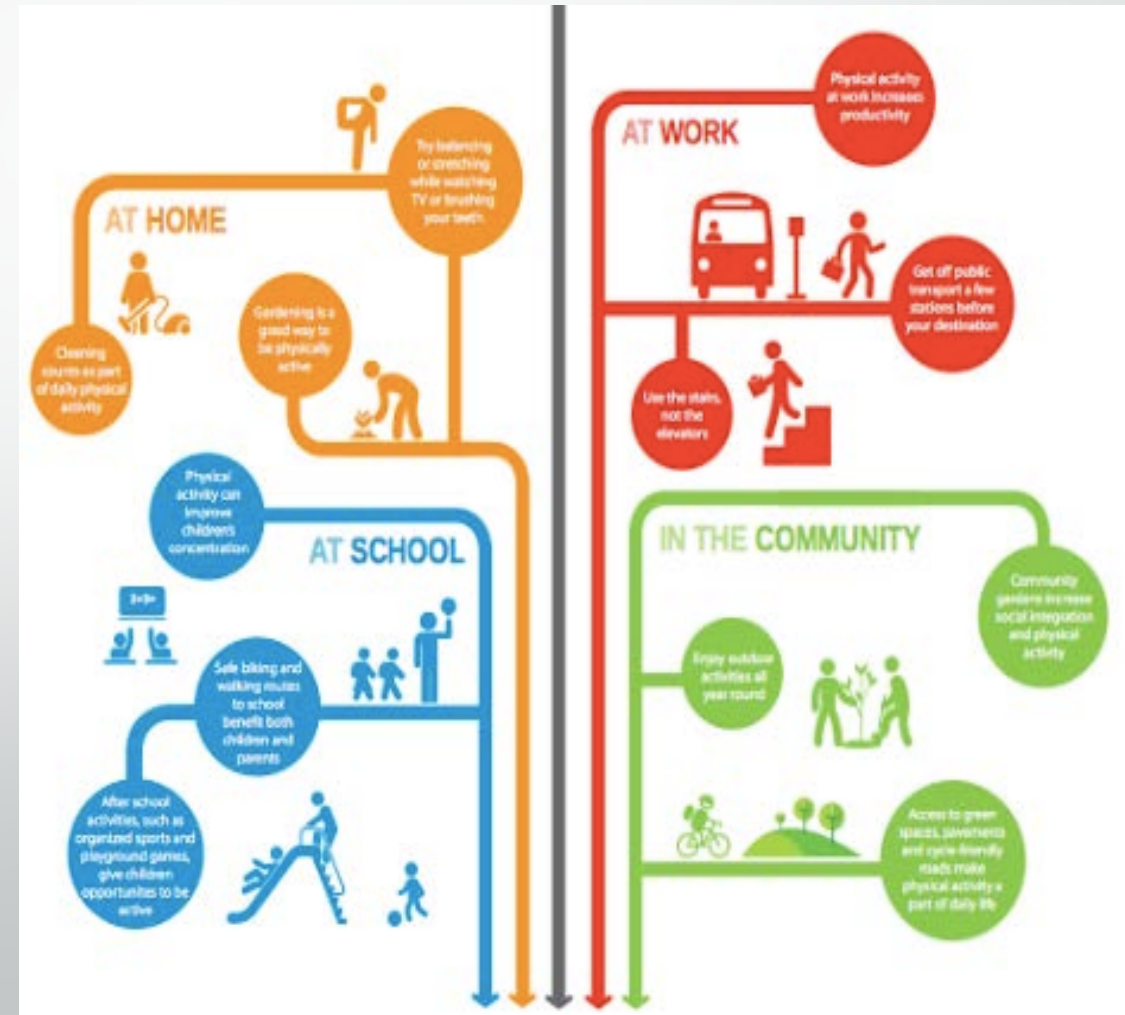 AT HOME
Try balancing
or stretching
while watching
TV or brushing
your teeth
Cleaning
counts as part
of daily physical
activity
Gardening is a
good way to
be physically
active
AT SCHOOL
Physical
activity can
improve
children's
concentration
Safe biking and
walking routes
to school
benefit both
children and
parents
After school
activities, such as
organized sports and
playground games,
give children
opportunites to be
active
AT WORK
Physical activity
at work increases
productivity
Get off public
transport a few
stations before
your destination
Use the stairs,
not the
elevators
IN THE COMMUNITY
Community
gardens increase
social integration
and physical
activity
Enjoy outdoor
activities all
year round
Access to green
spaces, pavements
and cycle-friendly
roads make
physical activity a
part of daily life